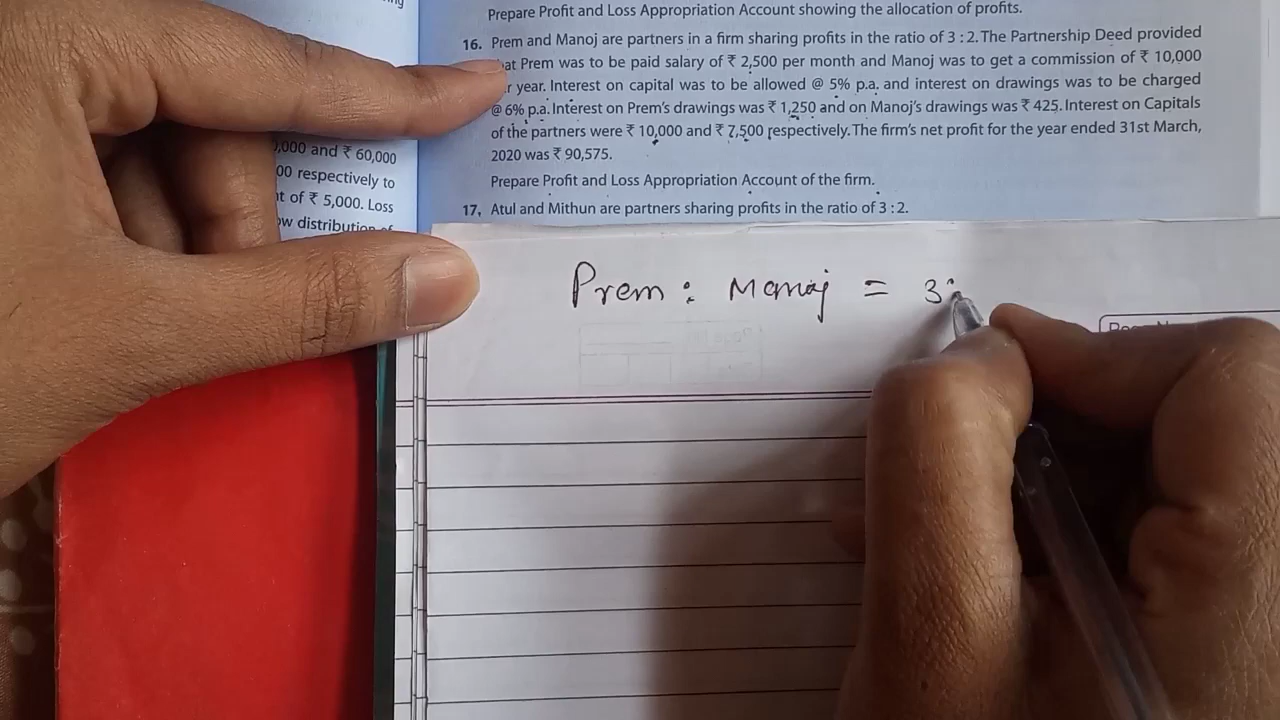 ng
Prepare Profit and Loss Appropriation Account showing the allocation of profits.
16. Prem and Manoj are partners in a firm sharing profits in the ratio of 3 : 2. The Partnership Deed provided
at Prem was to be paid salary of ₹ 2,500 per month and Manoj was to get a commission of ₹ 10,000
r year. Interest on capital was to be allowed @ 5% p.a. and interest on drawings was to be charged
@ 6% p.a. Interest on Prem's drawings was ₹ 1,250 and on Manoj's drawings was ₹ 425. Interest on Capitals
of the partners were ₹ 10,000 and ₹ 7,500 respectively. The firm's net profit for the year ended 31st March,
2020 was ₹ 90,575.
Prepare Profit and Loss Appropriation Account of the firm.
17. Atul and Mithun are partners sharing profits in the ratio of 3 : 2.
,000 and ₹ 60,000
00 respectively to
t of ₹ 5,000. Loss
ow distribution of
Prem : Manoj = 3: